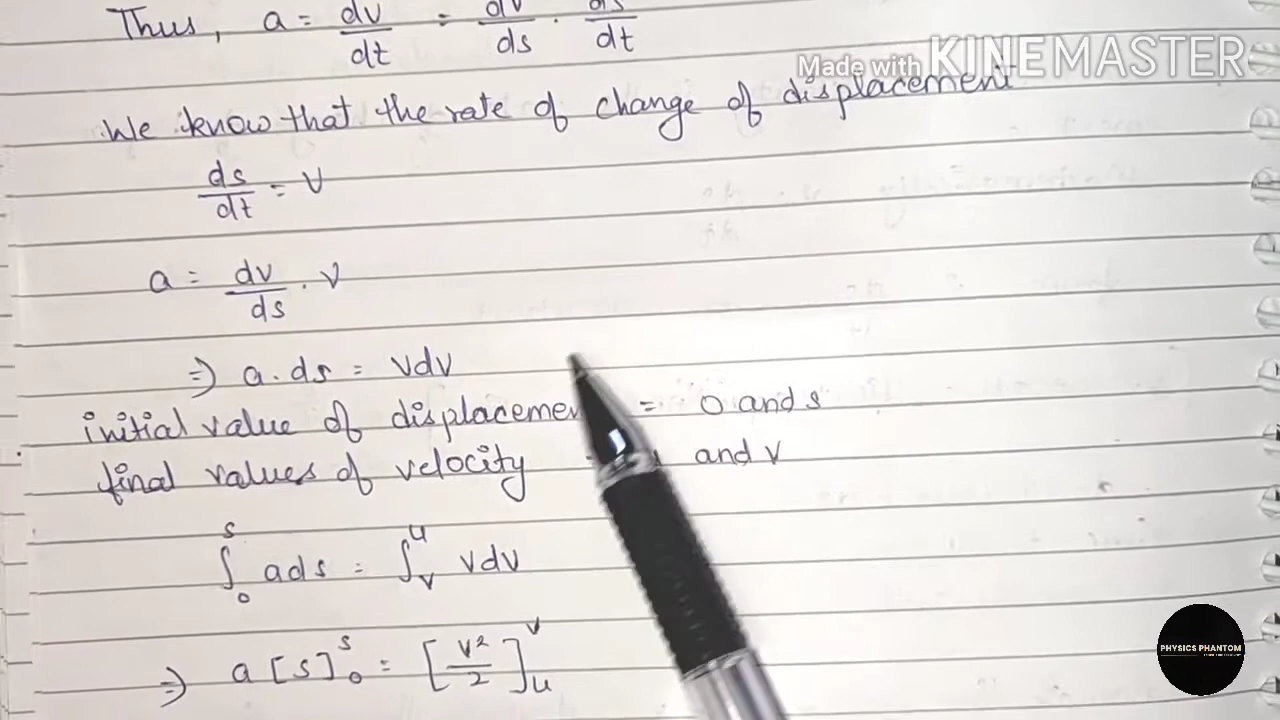 Thus, a = dv/dt = dv/ds . ds/dt
Made with KINEMASTER
We know that the rate of change of displacement
ds/dt = v
a = dv/ds . v
⇒ a.ds = vdv
initial value of displacemen = 0 and s
final values of velocity and v
∫₀ˢ ads = ∫ᵥᵘ vdv
⇒ a[s]₀ˢ = [v²/2]ᵤᵛ
PHYSICS PHANTOM